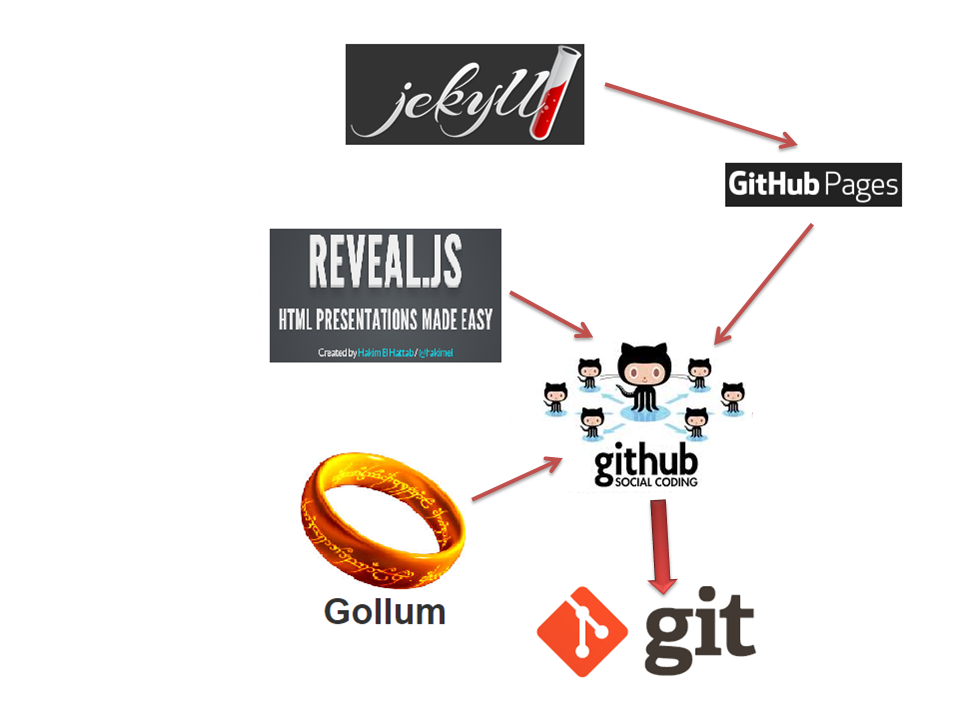 jekyll
GitHub Pages
REVEAL.JS
HTML PRESENTATIONS MADE EASY
Created by Hakim El Hattab / @hakimel
github
SOCIAL CODING
Gollum
git